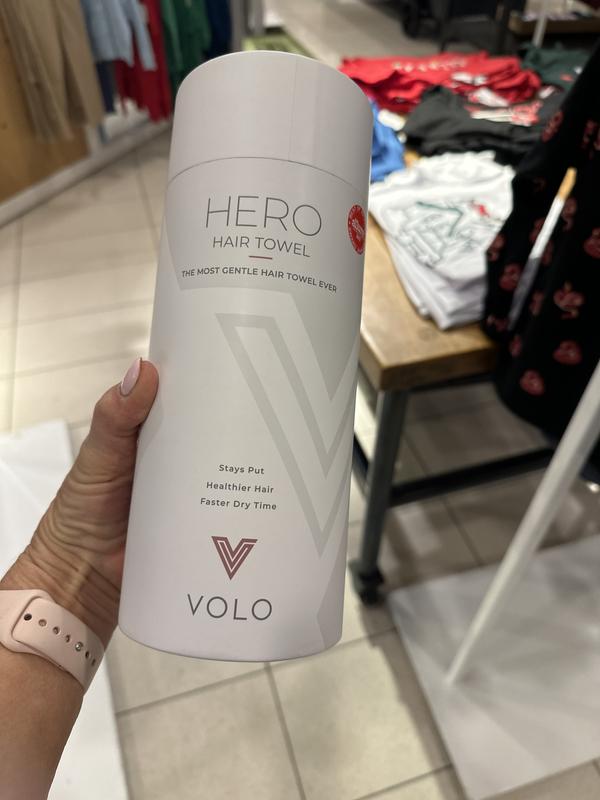 HERO
HAIR TOWEL
THE MOST GENTLE HAIR TOWEL EVER
Stays Put
Healthier Hair
Faster Dry Time
VOLO